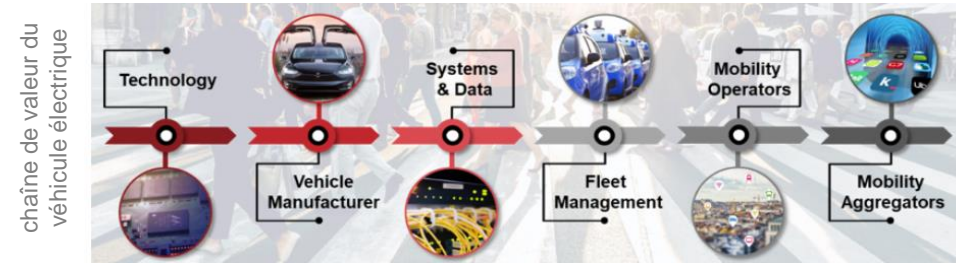 chaîne de valeur du
véhicule électrique
Technology
Vehicle
Manufacturer
Systems
& Data
Fleet
Management
Mobility
Operators
Mobility
Aggregators